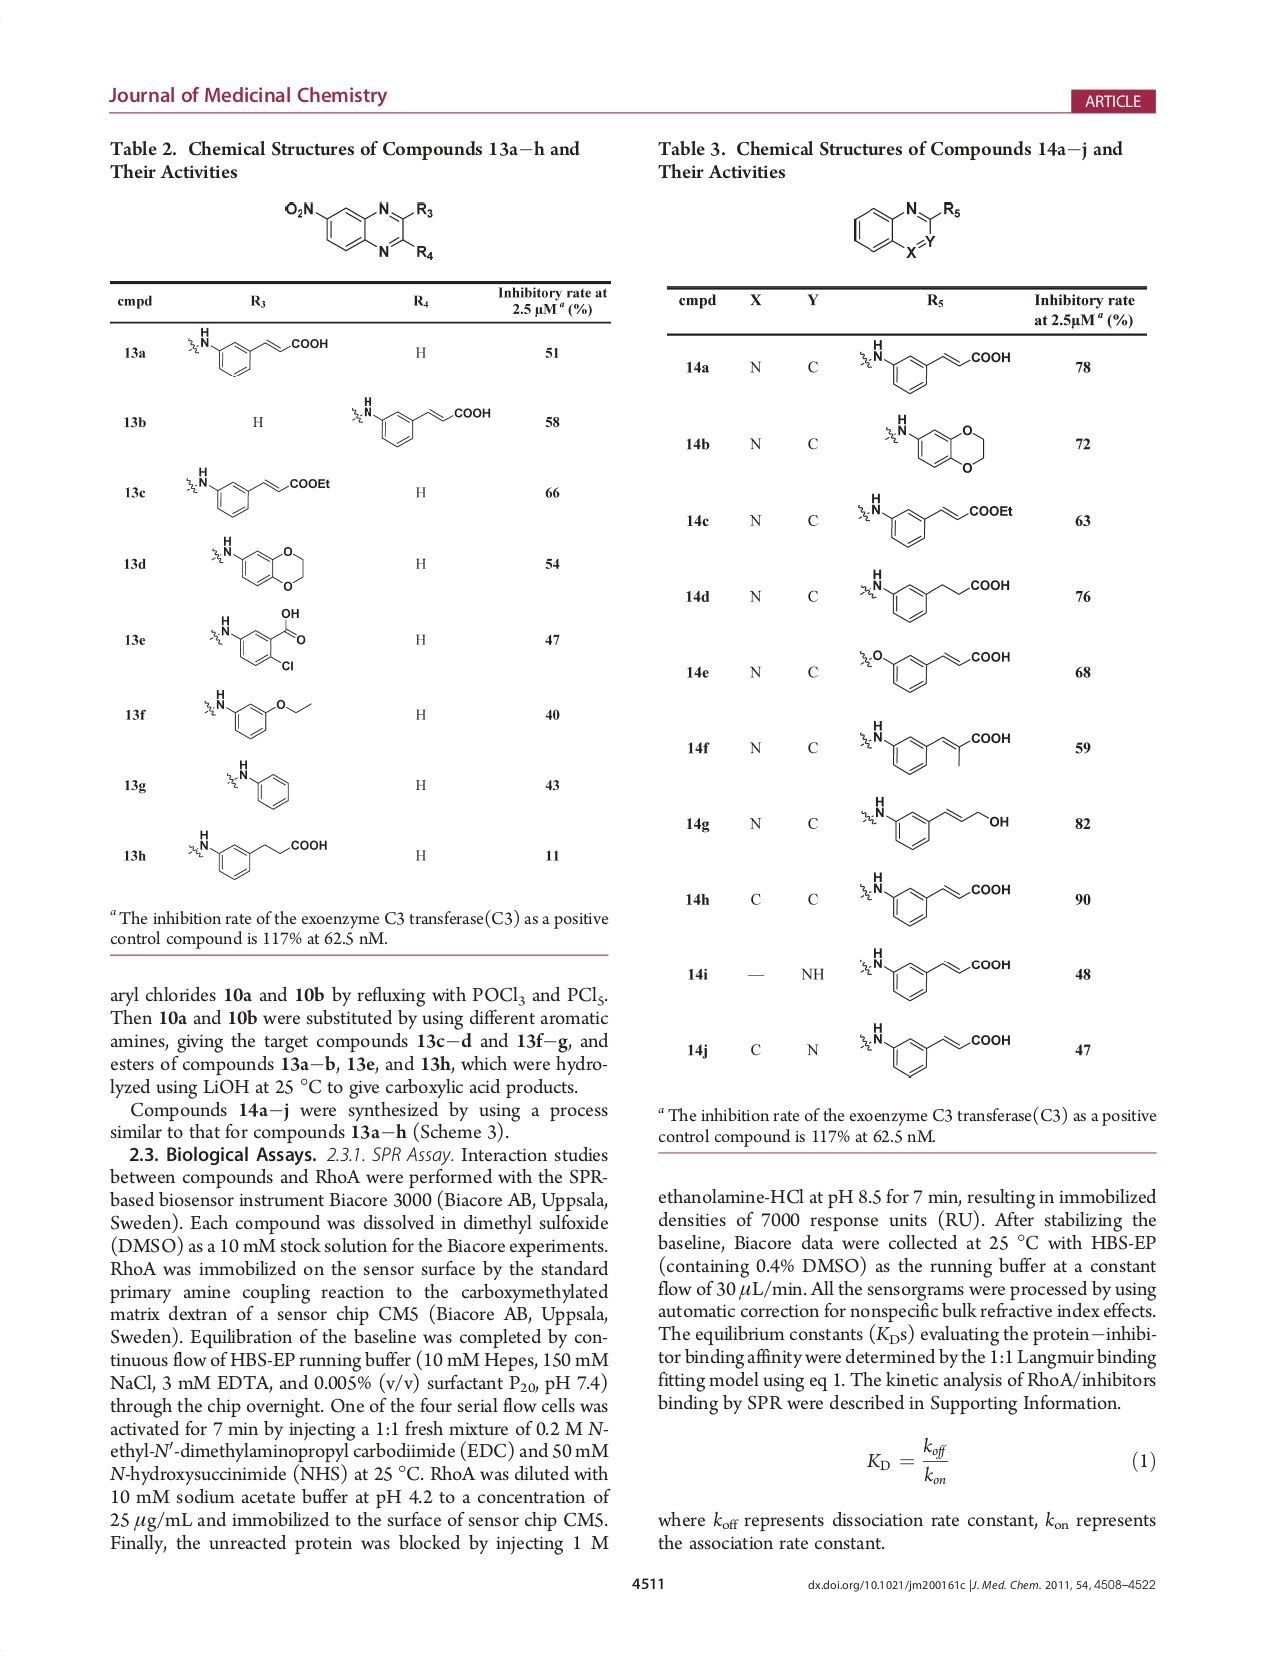 Journal of Medicinal Chemistry
ARTICLE
Table 2. Chemical Structures of Compounds 13a−h and
Their Activities
O2N
N
R3
N
R4
cmpd R3 R4 Inhibitory rate at
2.5 μM a (%)
13a H N COOH H 51
13b H H N COOH 58
13c H N COOEt H 66
13d H N O O H 54
13e H N OH O Cl H 47
13f H N O H 40
13g H N H 43
13h H N COOH H 11
a The inhibition rate of the exoenzyme C3 transferase(C3) as a positive
control compound is 117% at 62.5 nM.
aryl chlorides 10a and 10b by refluxing with POCl3 and PCl5.
Then 10a and 10b were substituted by using different aromatic
amines, giving the target compounds 13c−d and 13f−g, and
esters of compounds 13a−b, 13e, and 13h, which were hydro-
lyzed using LiOH at 25 °C to give carboxylic acid products.
Compounds 14a−j were synthesized by using a process
similar to that for compounds 13a−h (Scheme 3).
2.3. Biological Assays. 2.3.1. SPR Assay. Interaction studies
between compounds and RhoA were performed with the SPR-
based biosensor instrument Biacore 3000 (Biacore AB, Uppsala,
Sweden). Each compound was dissolved in dimethyl sulfoxide
(DMSO) as a 10 mM stock solution for the Biacore experiments.
RhoA was immobilized on the sensor surface by the standard
primary amine coupling reaction to the carboxymethylated
matrix dextran of a sensor chip CM5 (Biacore AB, Uppsala,
Sweden). Equilibration of the baseline was completed by con-
tinuous flow of HBS-EP running buffer (10 mM Hepes, 150 mM
NaCl, 3 mM EDTA, and 0.005% (v/v) surfactant P20, pH 7.4)
through the chip overnight. One of the four serial flow cells was
activated for 7 min by injecting a 1:1 fresh mixture of 0.2 M N-
ethyl-N′-dimethylaminopropyl carbodiimide (EDC) and 50 mM
N-hydroxysuccinimide (NHS) at 25 °C. RhoA was diluted with
10 mM sodium acetate buffer at pH 4.2 to a concentration of
25 μg/mL and immobilized to the surface of sensor chip CM5.
Finally, the unreacted protein was blocked by injecting 1 M
Table 3. Chemical Structures of Compounds 14a−j and
Their Activities
N
R5
Y
X
cmpd X Y R5 Inhibitory rate
at 2.5μM a (%)
14a N C H N COOH 78
14b N C H N O O 72
14c N C H N COOEt 63
14d N C H N COOH 76
14e N C O COOH 68
14f N C H N COOH 59
14g N C H N OH 82
14h C C H N COOH 90
14i — NH H N COOH 48
14j C N H N COOH 47
a The inhibition rate of the exoenzyme C3 transferase(C3) as a positive
control compound is 117% at 62.5 nM.
ethanolamine-HCl at pH 8.5 for 7 min, resulting in immobilized
densities of 7000 response units (RU). After stabilizing the
baseline, Biacore data were collected at 25 °C with HBS-EP
(containing 0.4% DMSO) as the running buffer at a constant
flow of 30 μL/min. All the sensorgrams were processed by using
automatic correction for nonspecific bulk refractive index effects.
The equilibrium constants (KDs) evaluating the protein−inhibi-
tor binding affinity were determined by the 1:1 Langmuir binding
fitting model using eq 1. The kinetic analysis of RhoA/inhibitors
binding by SPR were described in Supporting Information.
KD = koff / kon (1)
where koff represents dissociation rate constant, kon represents
the association rate constant.
4511
dx.doi.org/10.1021/jm200161c |J. Med. Chem. 2011, 54, 4508–4522